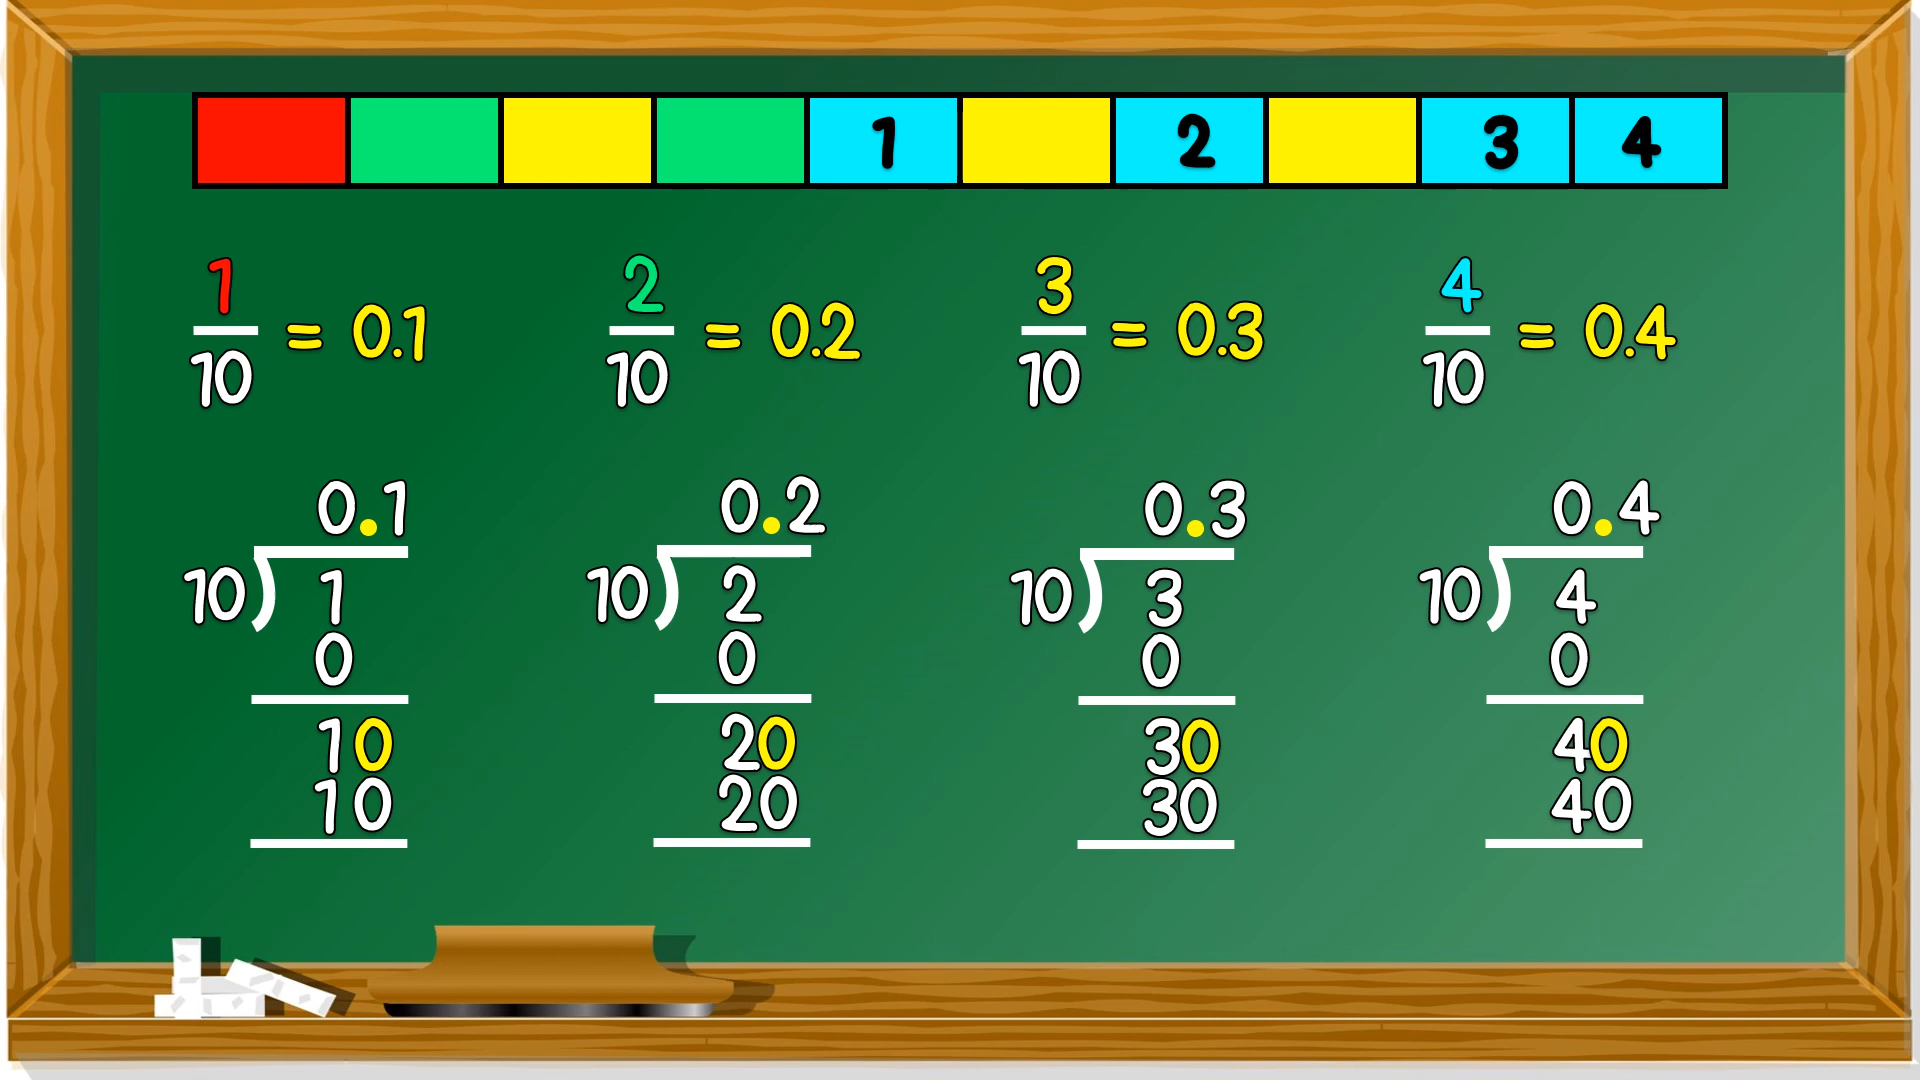 1 2 3 4
1/10 = 0.1 2/10 = 0.2 3/10 = 0.3 4/10 = 0.4
0.1 0.2 0.3 0.4
10) 1 10) 2 10) 3 10) 4
0 0 0 0
10 20 30 40
10 20 30 40